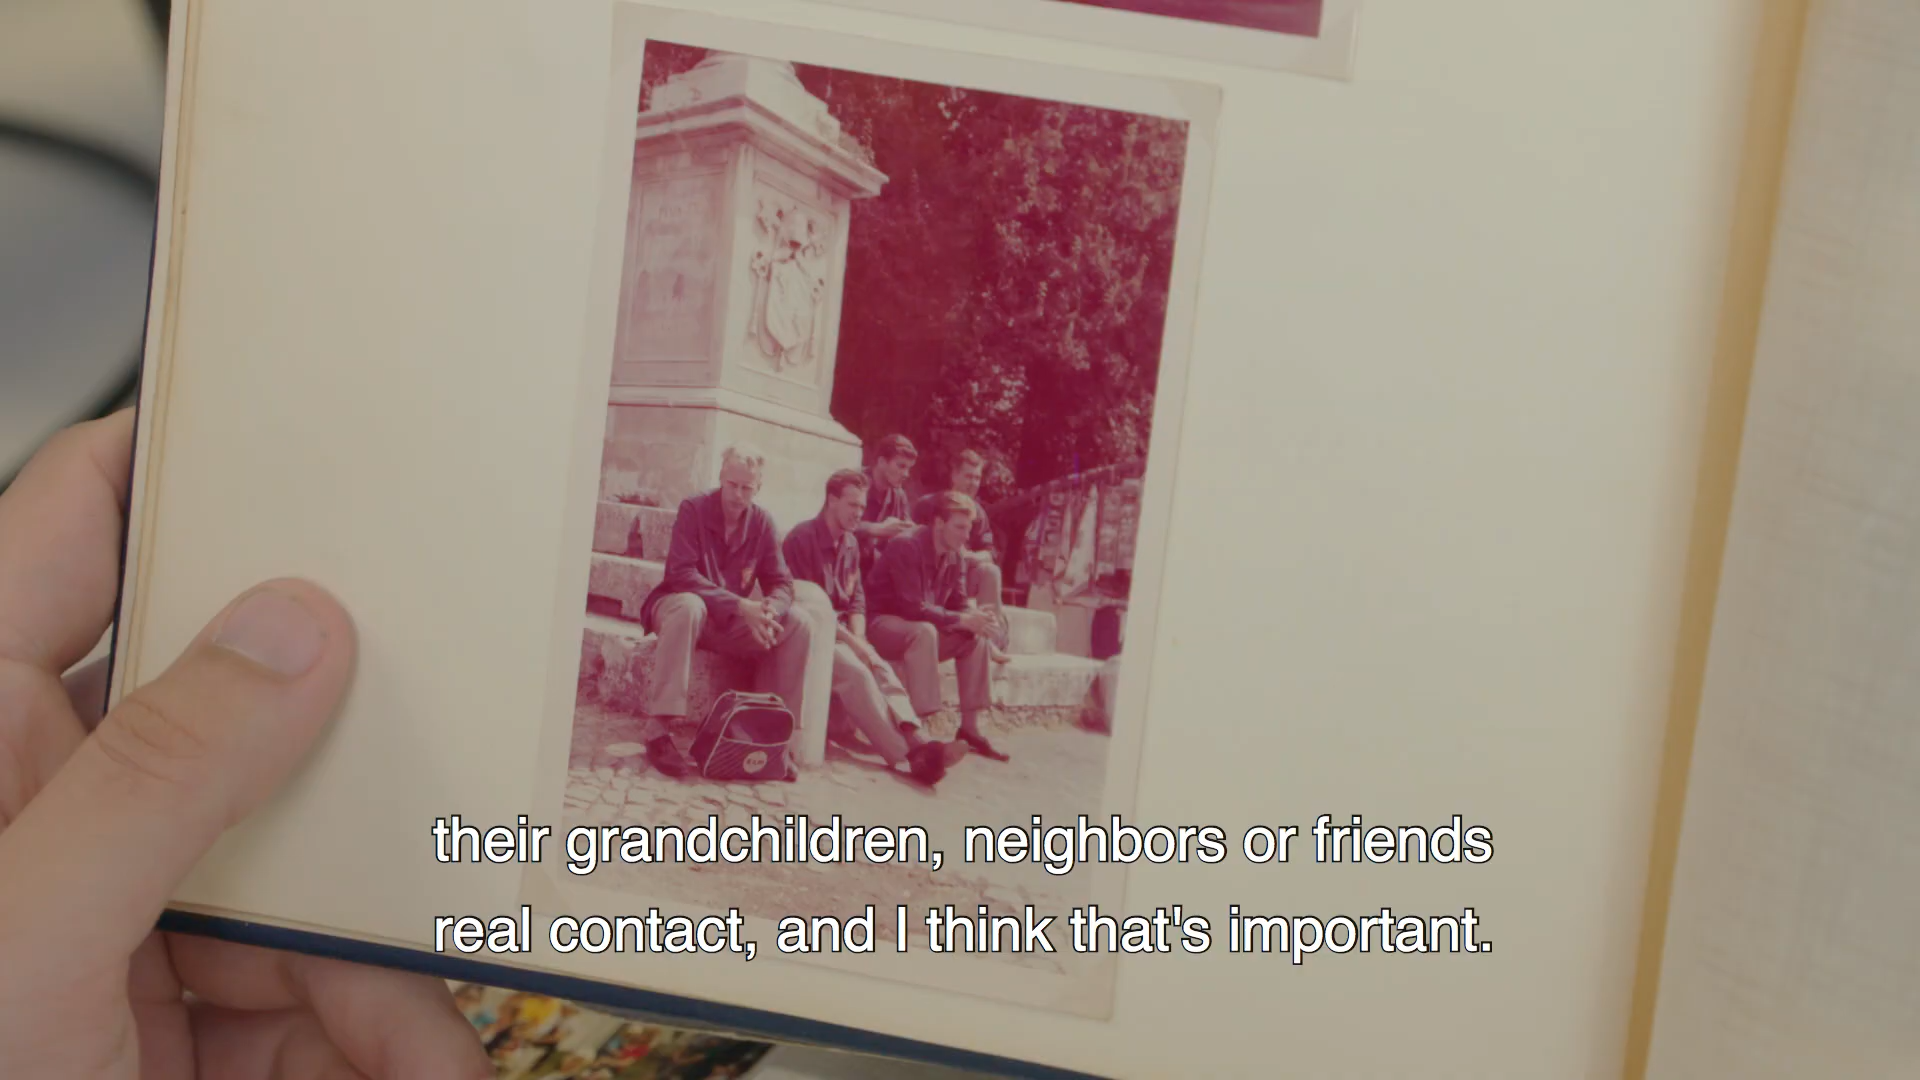 their grandchildren, neighbors or friends
real contact, and I think that's important.